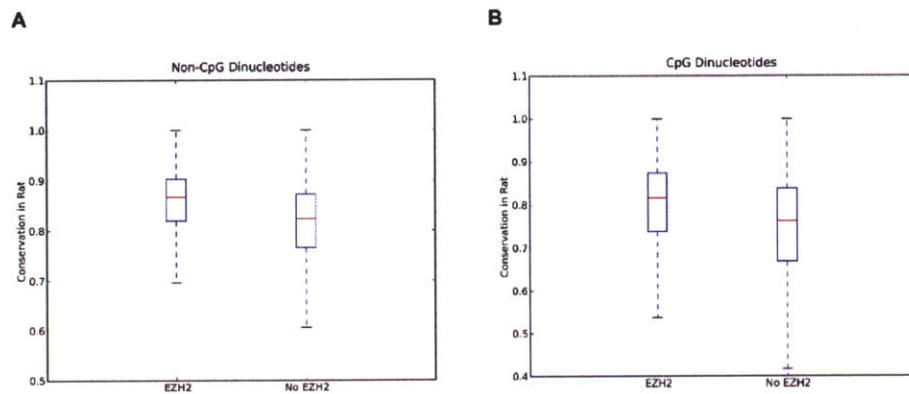 A
Non-CpG Dinucleotides
Conservation in Rat
1.1
1.0
0.9
0.8
0.7
0.6
0.5
EZH2
No EZH2
B
CpG Dinucleotides
Conservation in Rat
1.1
1.0
0.9
0.8
0.7
0.6
0.5
0.4
EZH2
No EZH2